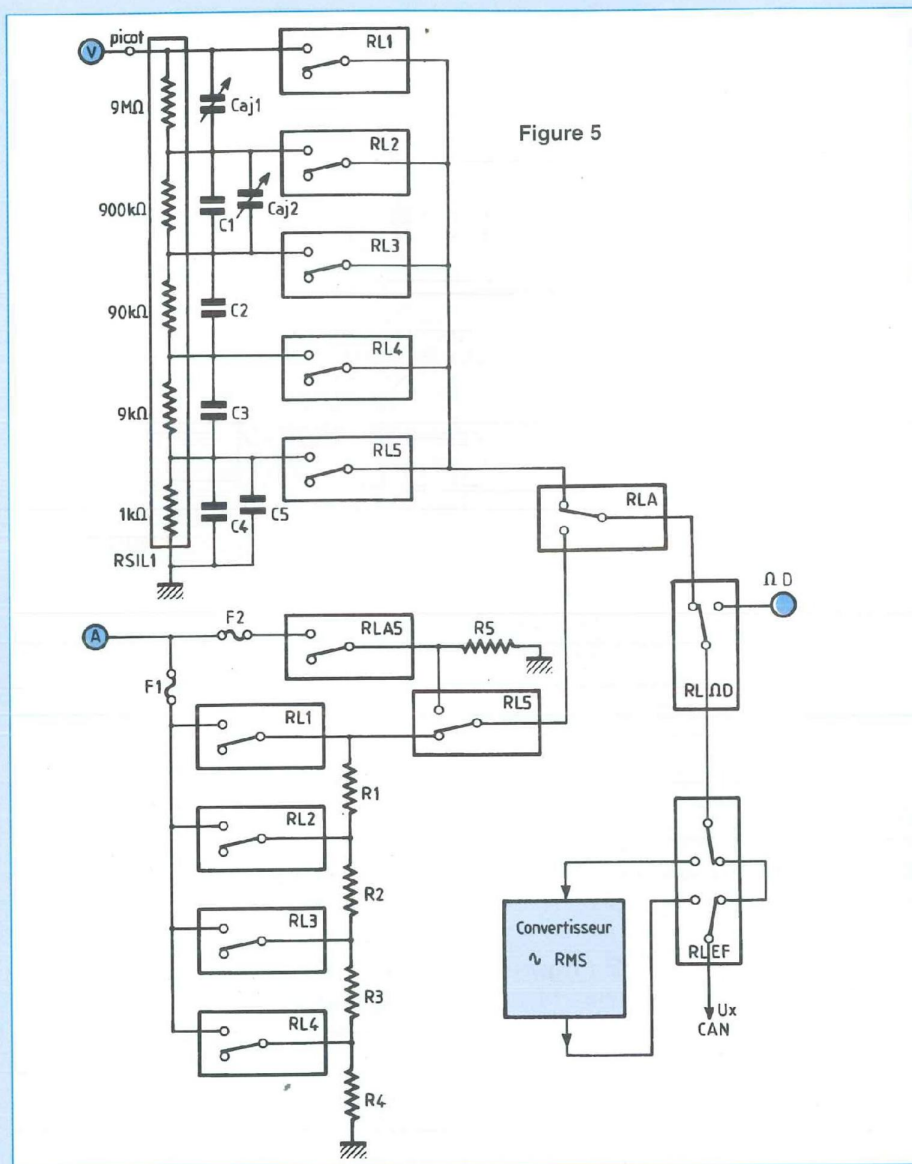 V
picot
RL1
9MΩ
Caj1
Figure 5
RL2
900kΩ
C1
Caj2
RL3
90kΩ
C2
RL4
9kΩ
C3
RL5
1kΩ
C4
C5
RSIL1
RLA
ΩD
RLΩD
A
F2
RLA5
R5
F1
RL5
RL1
R1
RL2
R2
RL3
R3
RL4
R4
Convertisseur
∿ RMS
RLEF
Ux
CAN